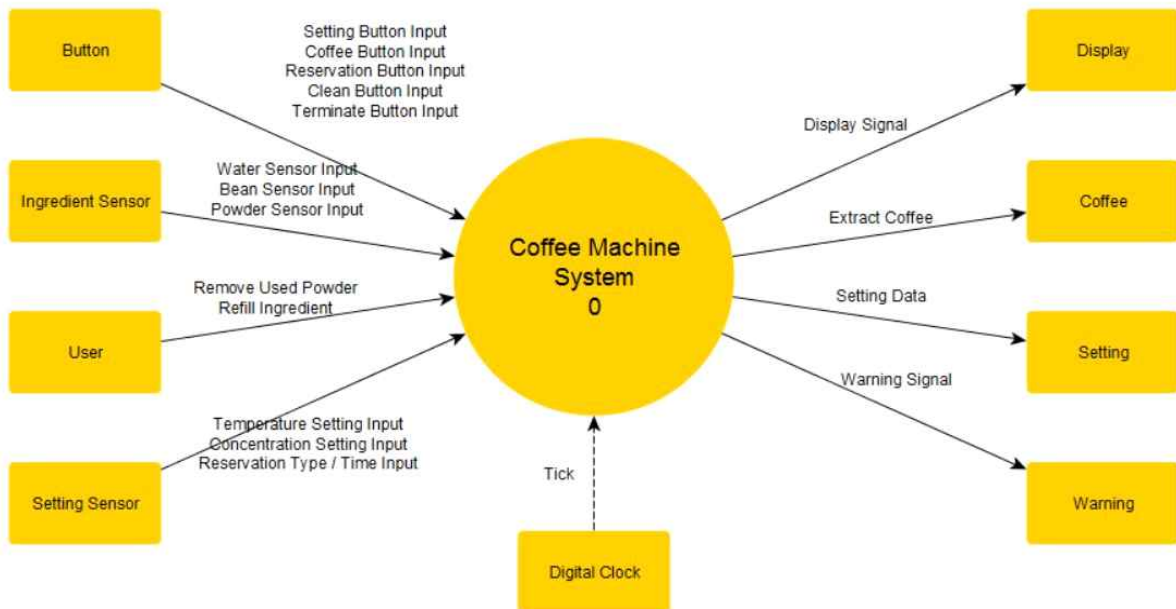 Button
Setting Button Input
Coffee Button Input
Reservation Button Input
Clean Button Input
Terminate Button Input
Ingredient Sensor
Water Sensor Input
Bean Sensor Input
Powder Sensor Input
User
Remove Used Powder
Refill Ingredient
Setting Sensor
Temperature Setting Input
Concentration Setting Input
Reservation Type / Time Input
Coffee Machine
System
0
Tick
Digital Clock
Display Signal
Display
Extract Coffee
Coffee
Setting Data
Setting
Warning Signal
Warning